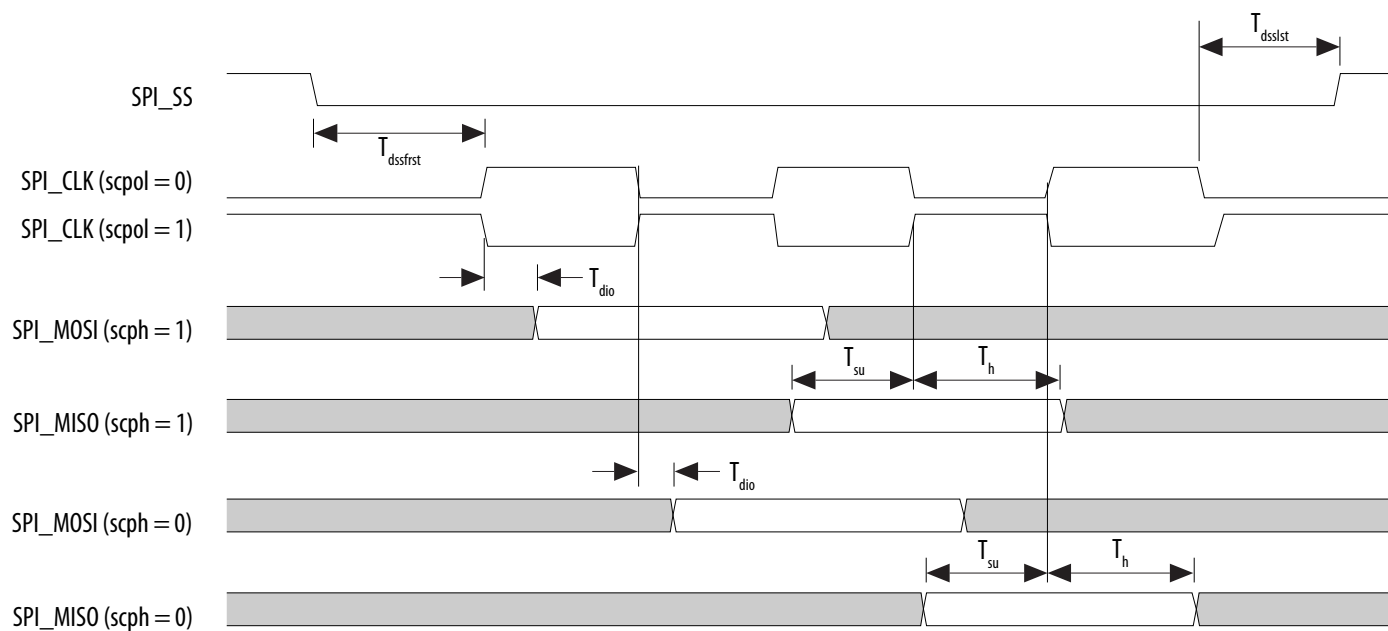 T_dsslst
SPI_SS
T_dssfrst
SPI_CLK (scpol = 0)
SPI_CLK (scpol = 1)
T_dio
SPI_MOSI (scph = 1)
T_su T_h
SPI_MISO (scph = 1)
T_dio
SPI_MOSI (scph = 0)
T_su T_h
SPI_MISO (scph = 0)